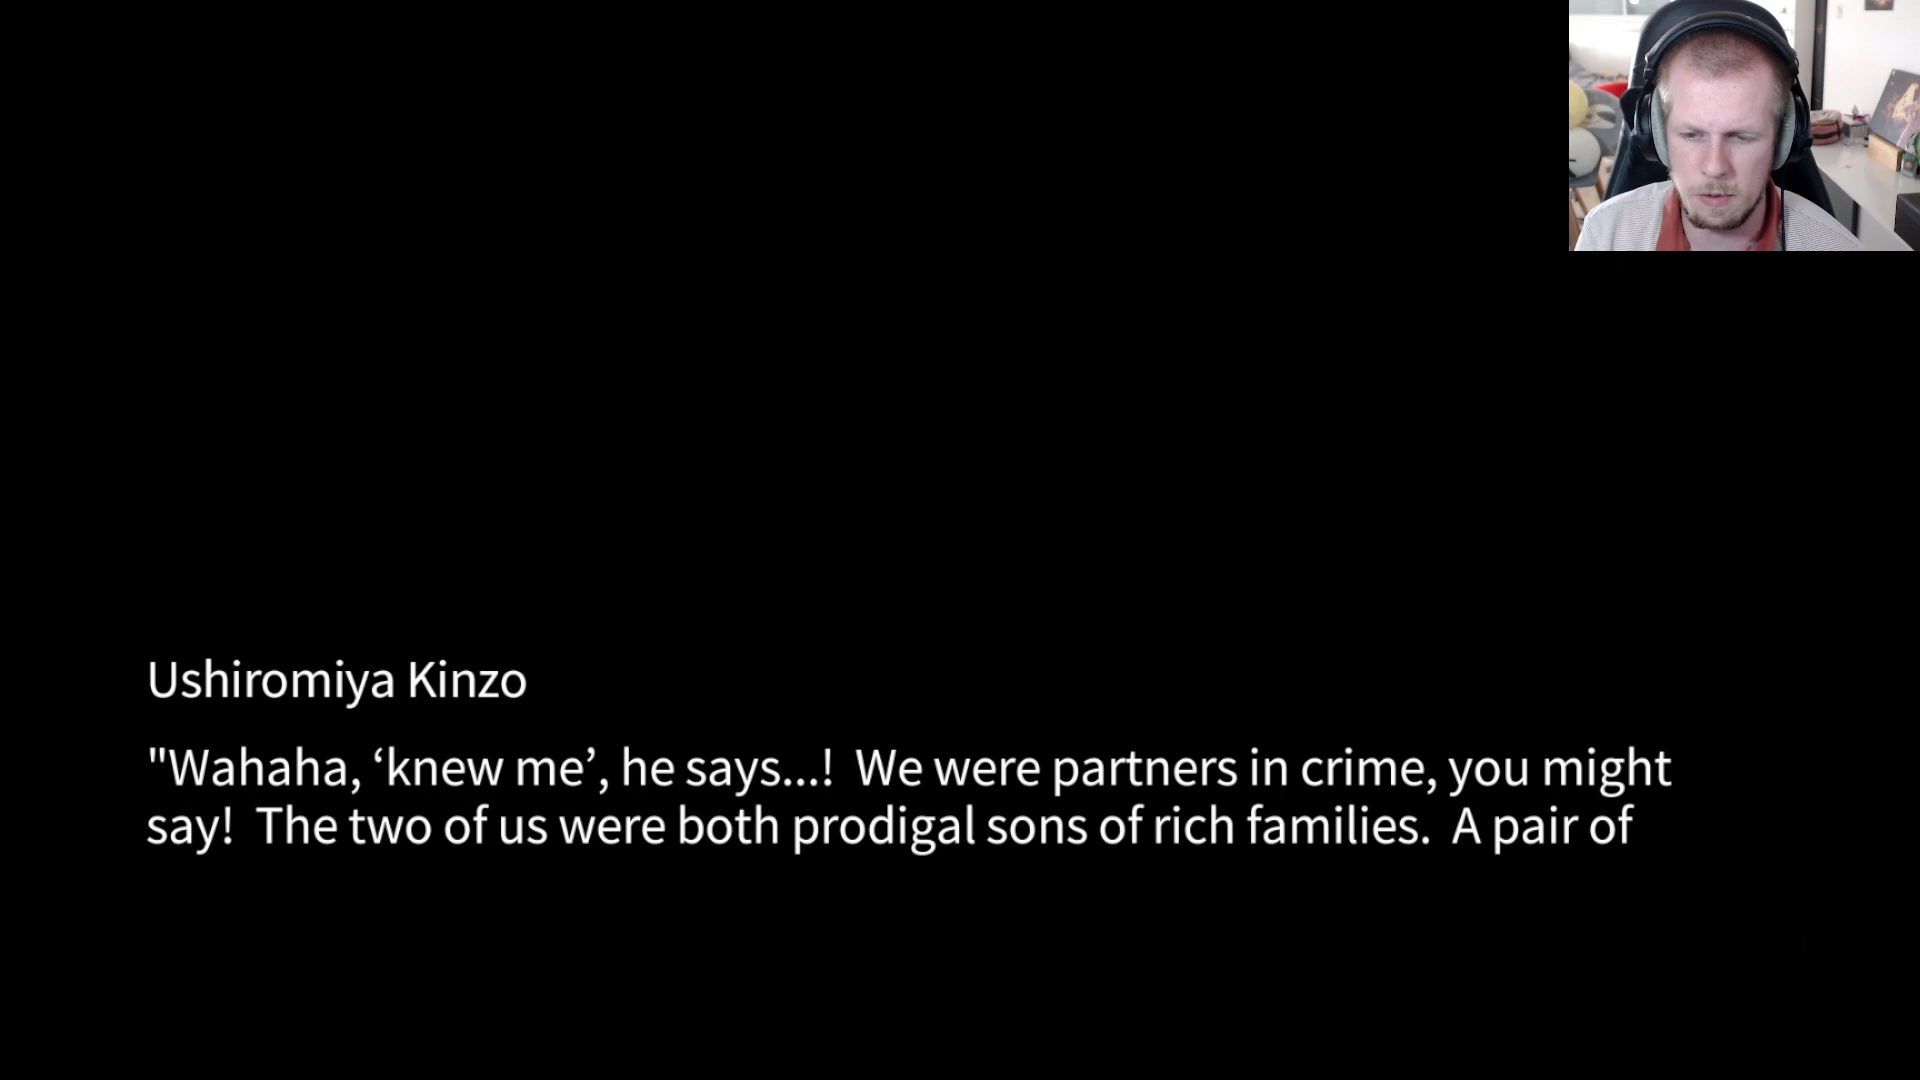 Ushiromiya Kinzo
"Wahaha, ‘knew me’, he says...!  We were partners in crime, you might
say!  The two of us were both prodigal sons of rich families.  A pair of